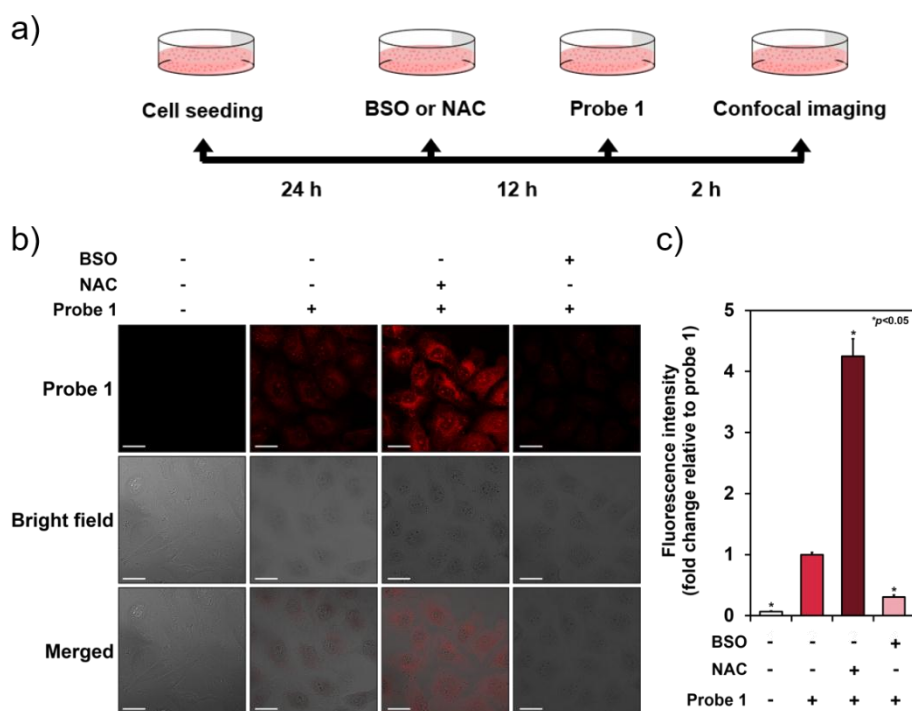 a)
Cell seeding BSO or NAC Probe 1 Confocal imaging
24 h 12 h 2 h
b)
BSO - - - +
NAC - - + -
Probe 1 - + + +
Probe 1
Bright field
Merged
c)
Fluorescence intensity
(fold change relative to probe 1)
5
4
3
2
1
0
*p<0.05
* * *
BSO - - - +
NAC - - + -
Probe 1 - + + +